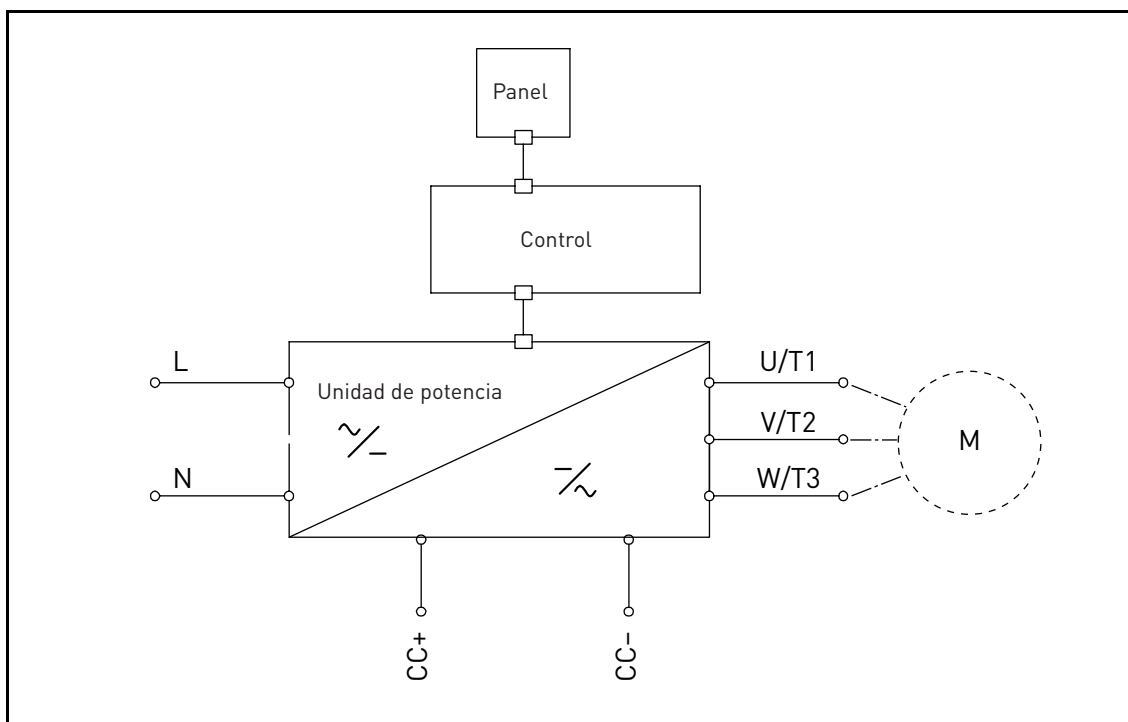 Panel
Control
L
U/T1
Unidad de potencia
V/T2
M
N
W/T3
CC+
CC-